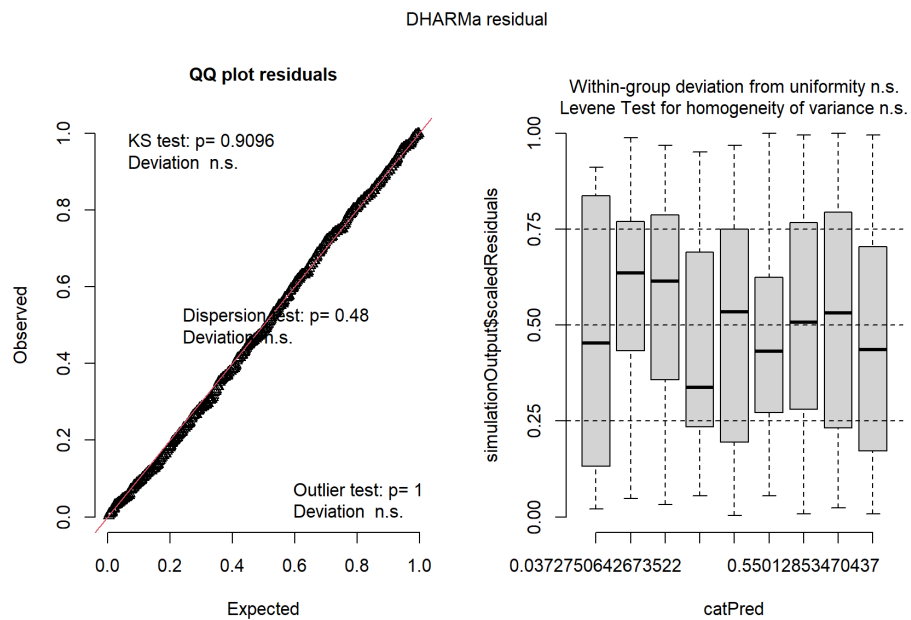 DHARMa residual
QQ plot residuals
KS test: p= 0.9096
Deviation n.s.
Dispersion test: p= 0.48
Deviation n.s.
Outlier test: p= 1
Deviation n.s.
Observed
0.0
0.2
0.4
0.6
0.8
1.0
0.0 0.2 0.4 0.6 0.8 1.0
Expected
Within-group deviation from uniformity n.s.
Levene Test for homogeneity of variance n.s.
simulationOutput$scaledResiduals
0.00
0.25
0.50
0.75
1.00
0.0372750642673522 0.55012853470437
catPred